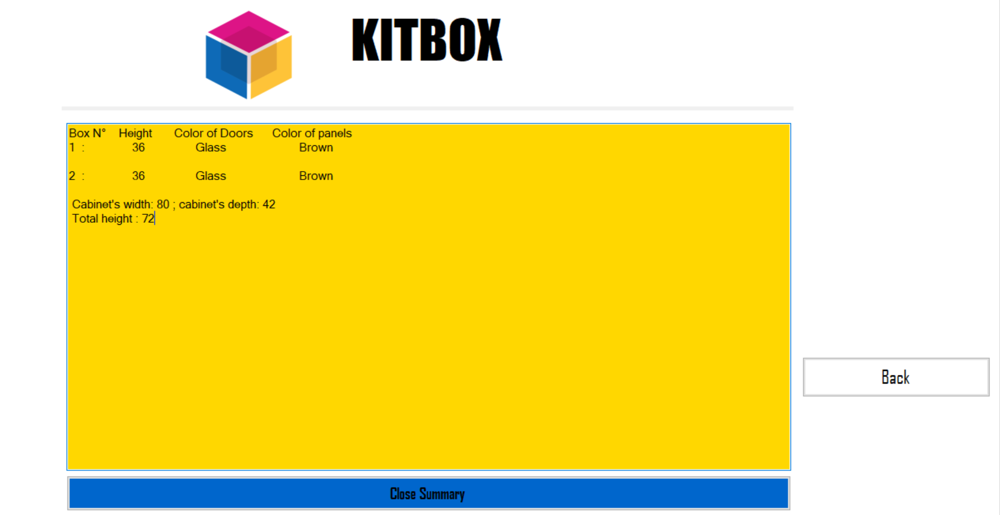 KITBOX
Box N° Height Color of Doors Color of panels
1 : 36 Glass Brown
2 : 36 Glass Brown
Cabinet's width: 80 ; cabinet's depth: 42
Total height : 72
Back
Close Summary